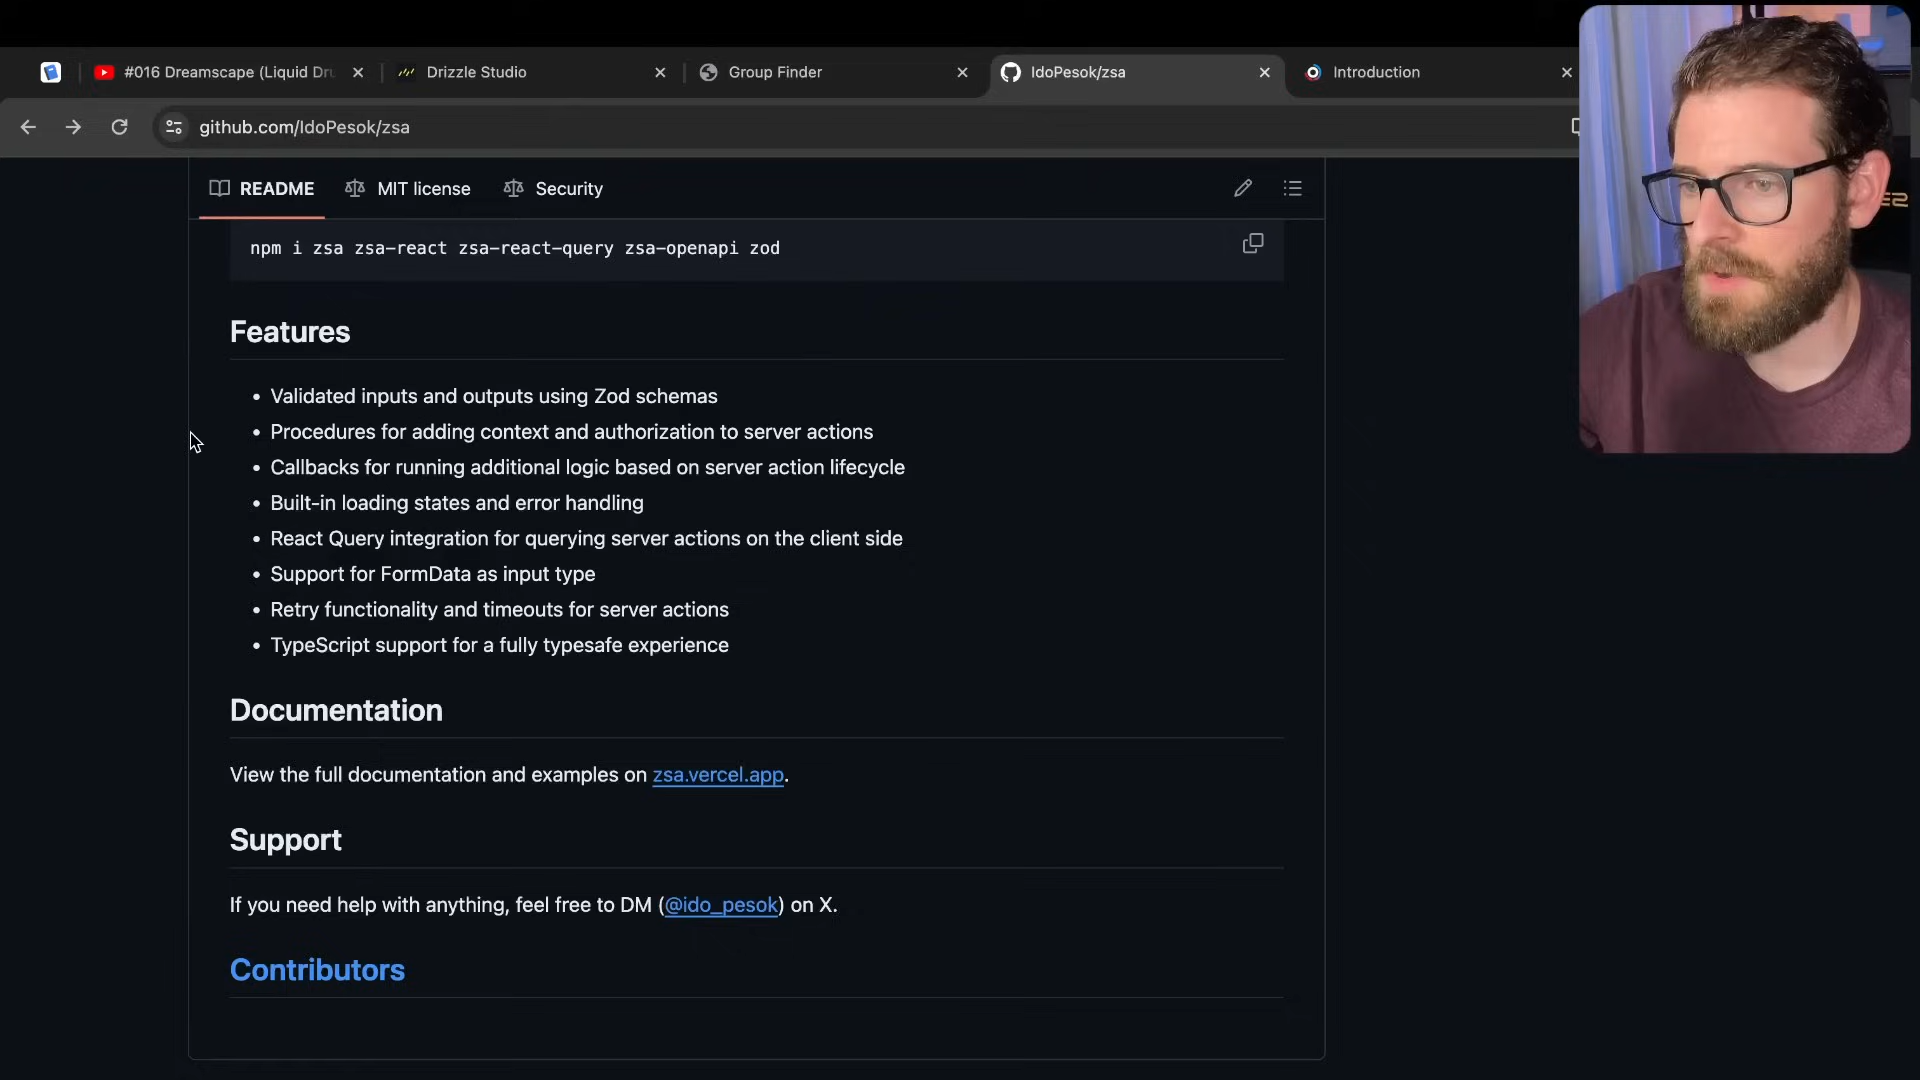 #016 Dreamscape (Liquid Dru
Drizzle Studio
Group Finder
IdoPesok/zsa
Introduction
github.com/IdoPesok/zsa
README
MIT license
Security
npm i zsa zsa-react zsa-react-query zsa-openapi zod
Features
• Validated inputs and outputs using Zod schemas
• Procedures for adding context and authorization to server actions
• Callbacks for running additional logic based on server action lifecycle
• Built-in loading states and error handling
• React Query integration for querying server actions on the client side
• Support for FormData as input type
• Retry functionality and timeouts for server actions
• TypeScript support for a fully typesafe experience
Documentation
View the full documentation and examples on zsa.vercel.app.
Support
If you need help with anything, feel free to DM (@ido_pesok) on X.
Contributors